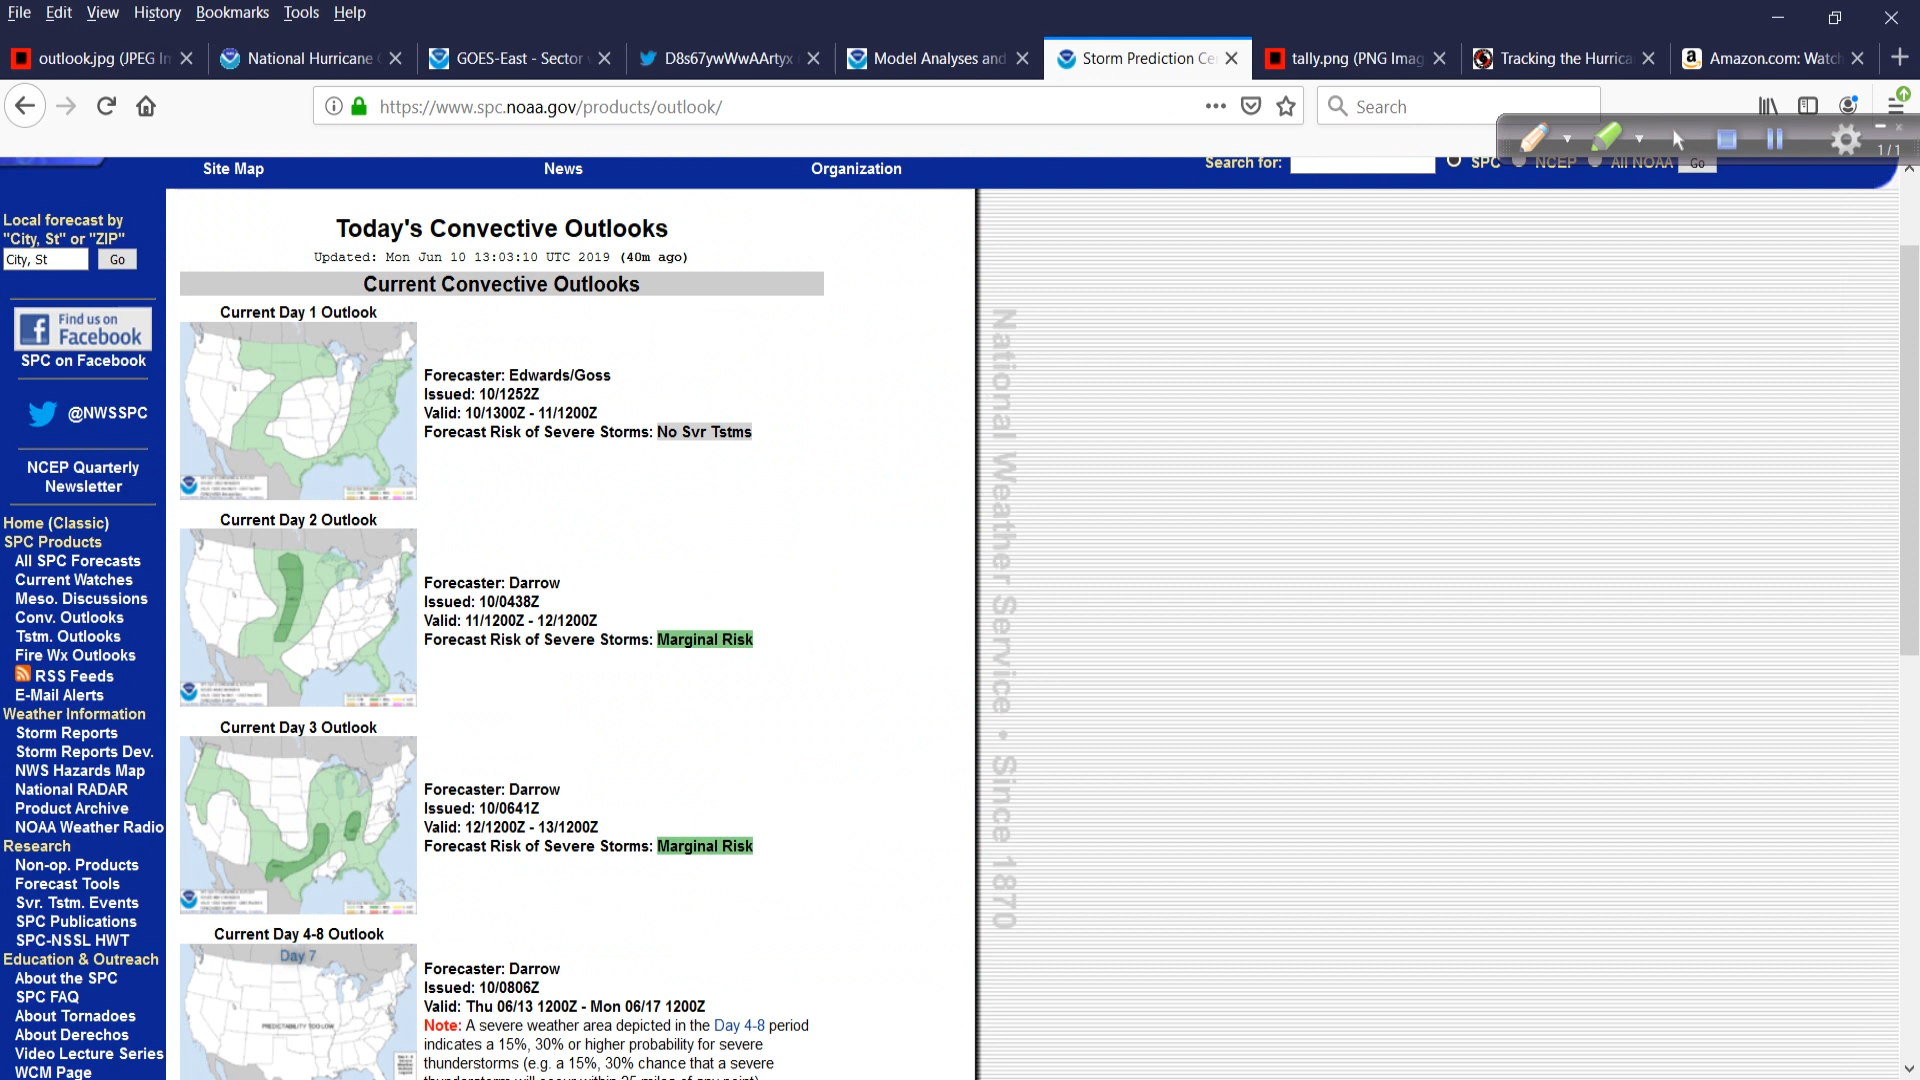 File Edit View History Bookmarks Tools Help
outlook.jpg (JPEG Im
National Hurricane
GOES-East - Sector
D8s67ywWwAArtyx
Model Analyses and
Storm Prediction Ce
tally.png (PNG Imag
Tracking the Hurrica
Amazon.com: Watch
https://www.spc.noaa.gov/products/outlook/
Search
1/1
Site Map News Organization
Search for: SPC NCEP All NOAA Go
Local forecast by
"City, St" or "ZIP"
City, St Go
Find us on
Facebook
SPC on Facebook
@NWSSPC
NCEP Quarterly
Newsletter
Home (Classic)
SPC Products
All SPC Forecasts
Current Watches
Meso. Discussions
Conv. Outlooks
Tstm. Outlooks
Fire Wx Outlooks
RSS Feeds
E-Mail Alerts
Weather Information
Storm Reports
Storm Reports Dev.
NWS Hazards Map
National RADAR
Product Archive
NOAA Weather Radio
Research
Non-op. Products
Forecast Tools
Svr. Tstm. Events
SPC Publications
SPC-NSSL HWT
Education & Outreach
About the SPC
SPC FAQ
About Tornadoes
About Derechos
Video Lecture Series
WCM Page
Today's Convective Outlooks
Updated: Mon Jun 10 13:03:10 UTC 2019 (40m ago)
Current Convective Outlooks
Current Day 1 Outlook
Forecaster: Edwards/Goss
Issued: 10/1252Z
Valid: 10/1300Z - 11/1200Z
Forecast Risk of Severe Storms: No Svr Tstms
Current Day 2 Outlook
Forecaster: Darrow
Issued: 10/0438Z
Valid: 11/1200Z - 12/1200Z
Forecast Risk of Severe Storms: Marginal Risk
Current Day 3 Outlook
Forecaster: Darrow
Issued: 10/0641Z
Valid: 12/1200Z - 13/1200Z
Forecast Risk of Severe Storms: Marginal Risk
Current Day 4-8 Outlook
Day 7
PREDICTABILITY TOO LOW
Forecaster: Darrow
Issued: 10/0806Z
Valid: Thu 06/13 1200Z - Mon 06/17 1200Z
Note: A severe weather area depicted in the Day 4-8 period
indicates a 15%, 30% or higher probability for severe
thunderstorms (e.g. a 15%, 30% chance that a severe
thunderstorm will occur within 25 miles of any point).
National Weather Service • Since 1870